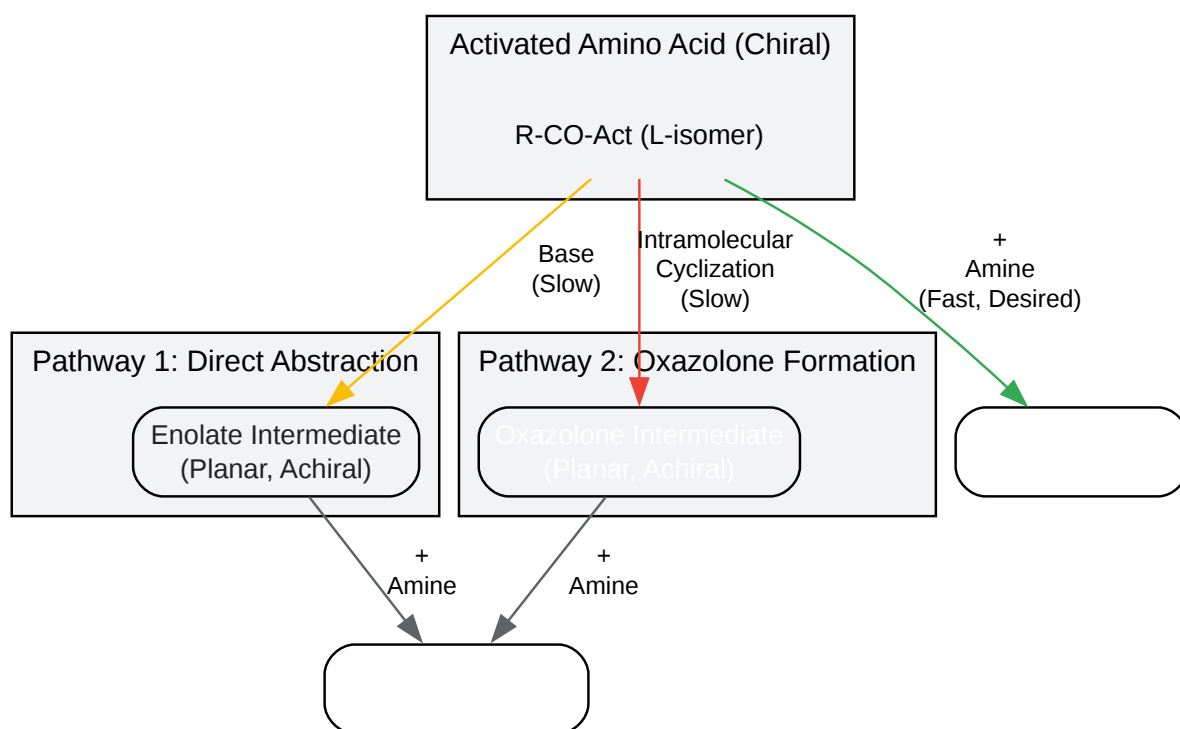 Activated Amino Acid (Chiral)
R-CO-Act (L-isomer)
Base
(Slow)
Intramolecular
Cyclization
(Slow)
+
Amine
(Fast, Desired)
Pathway 1: Direct Abstraction
Enolate Intermediate
(Planar, Achiral)
Pathway 2: Oxazolone Formation
Oxazolone Intermediate
(Planar, Achiral)
+
Amine
+
Amine